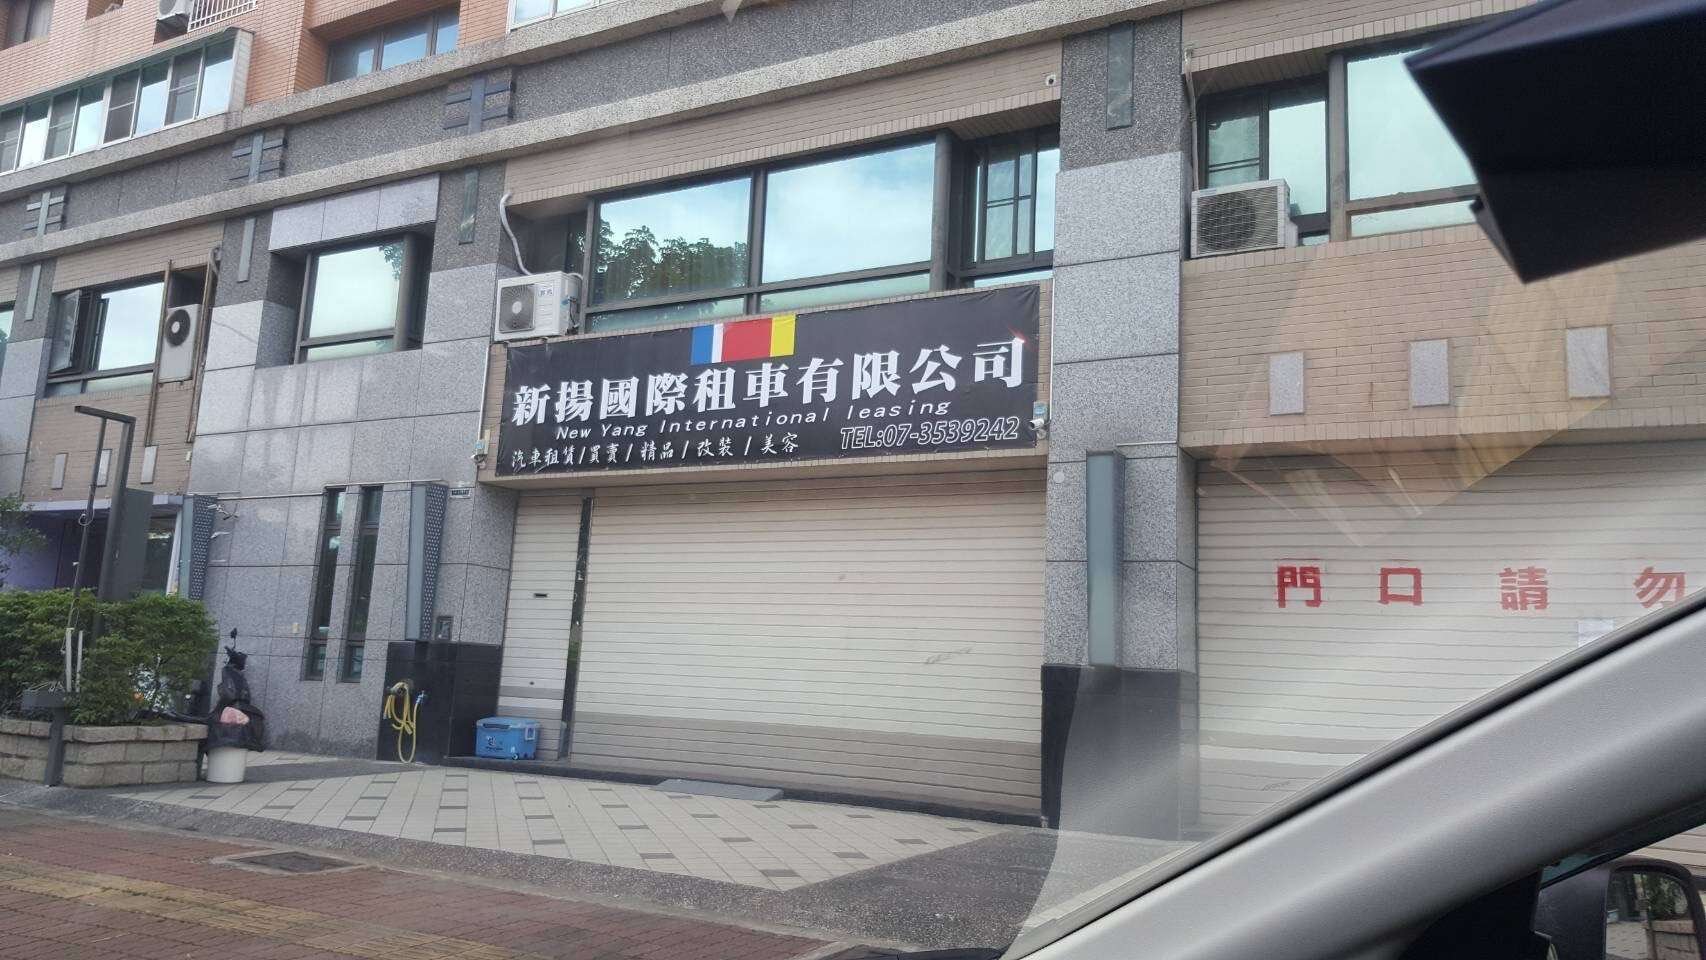 新揚國際租車有限公司
New Yang International leasing
汽車租賃/買賣/精品/改裝/美容 TEL:07-3539242
門口請勿